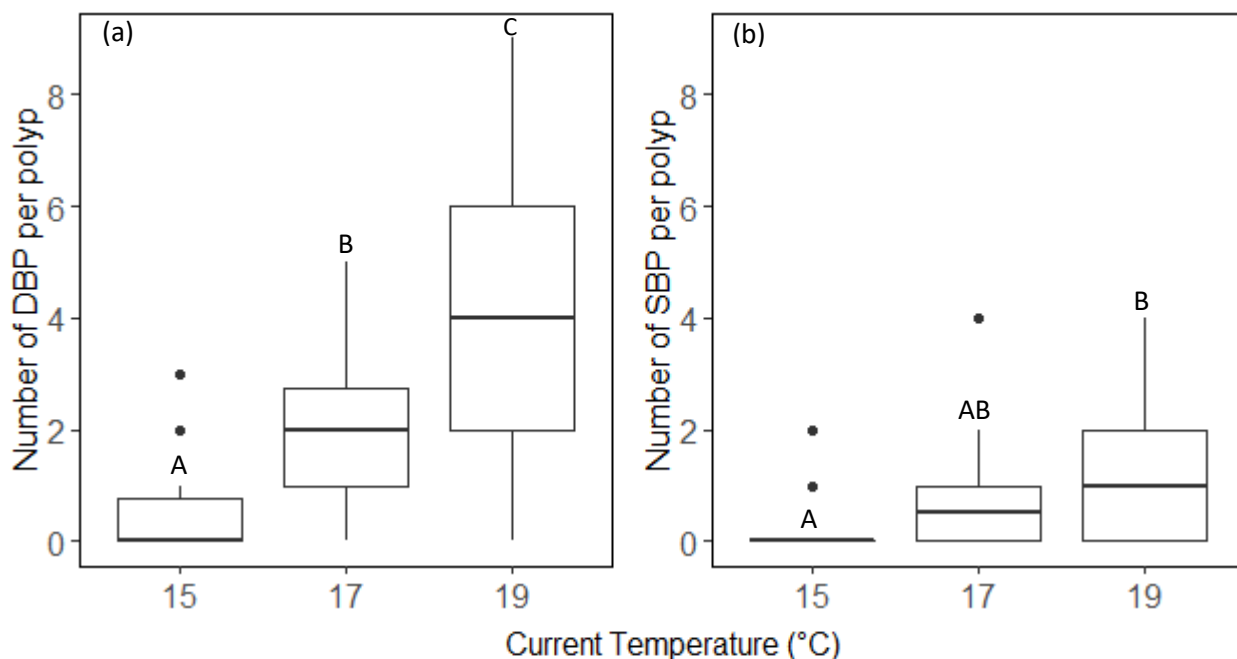 (a)
Number of DBP per polyp
8
6
4
2
0
A
B
C
15 17 19
(b)
Number of SBP per polyp
8
6
4
2
0
A
AB
B
15 17 19
Current Temperature (°C)